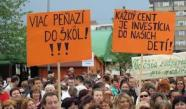 VIAC PEŇAZÍ
DO ŠKÔL!
!!!
KAŽDÝ CENT
JE INVESTÍCIA
DO NAŠICH
DETÍ!